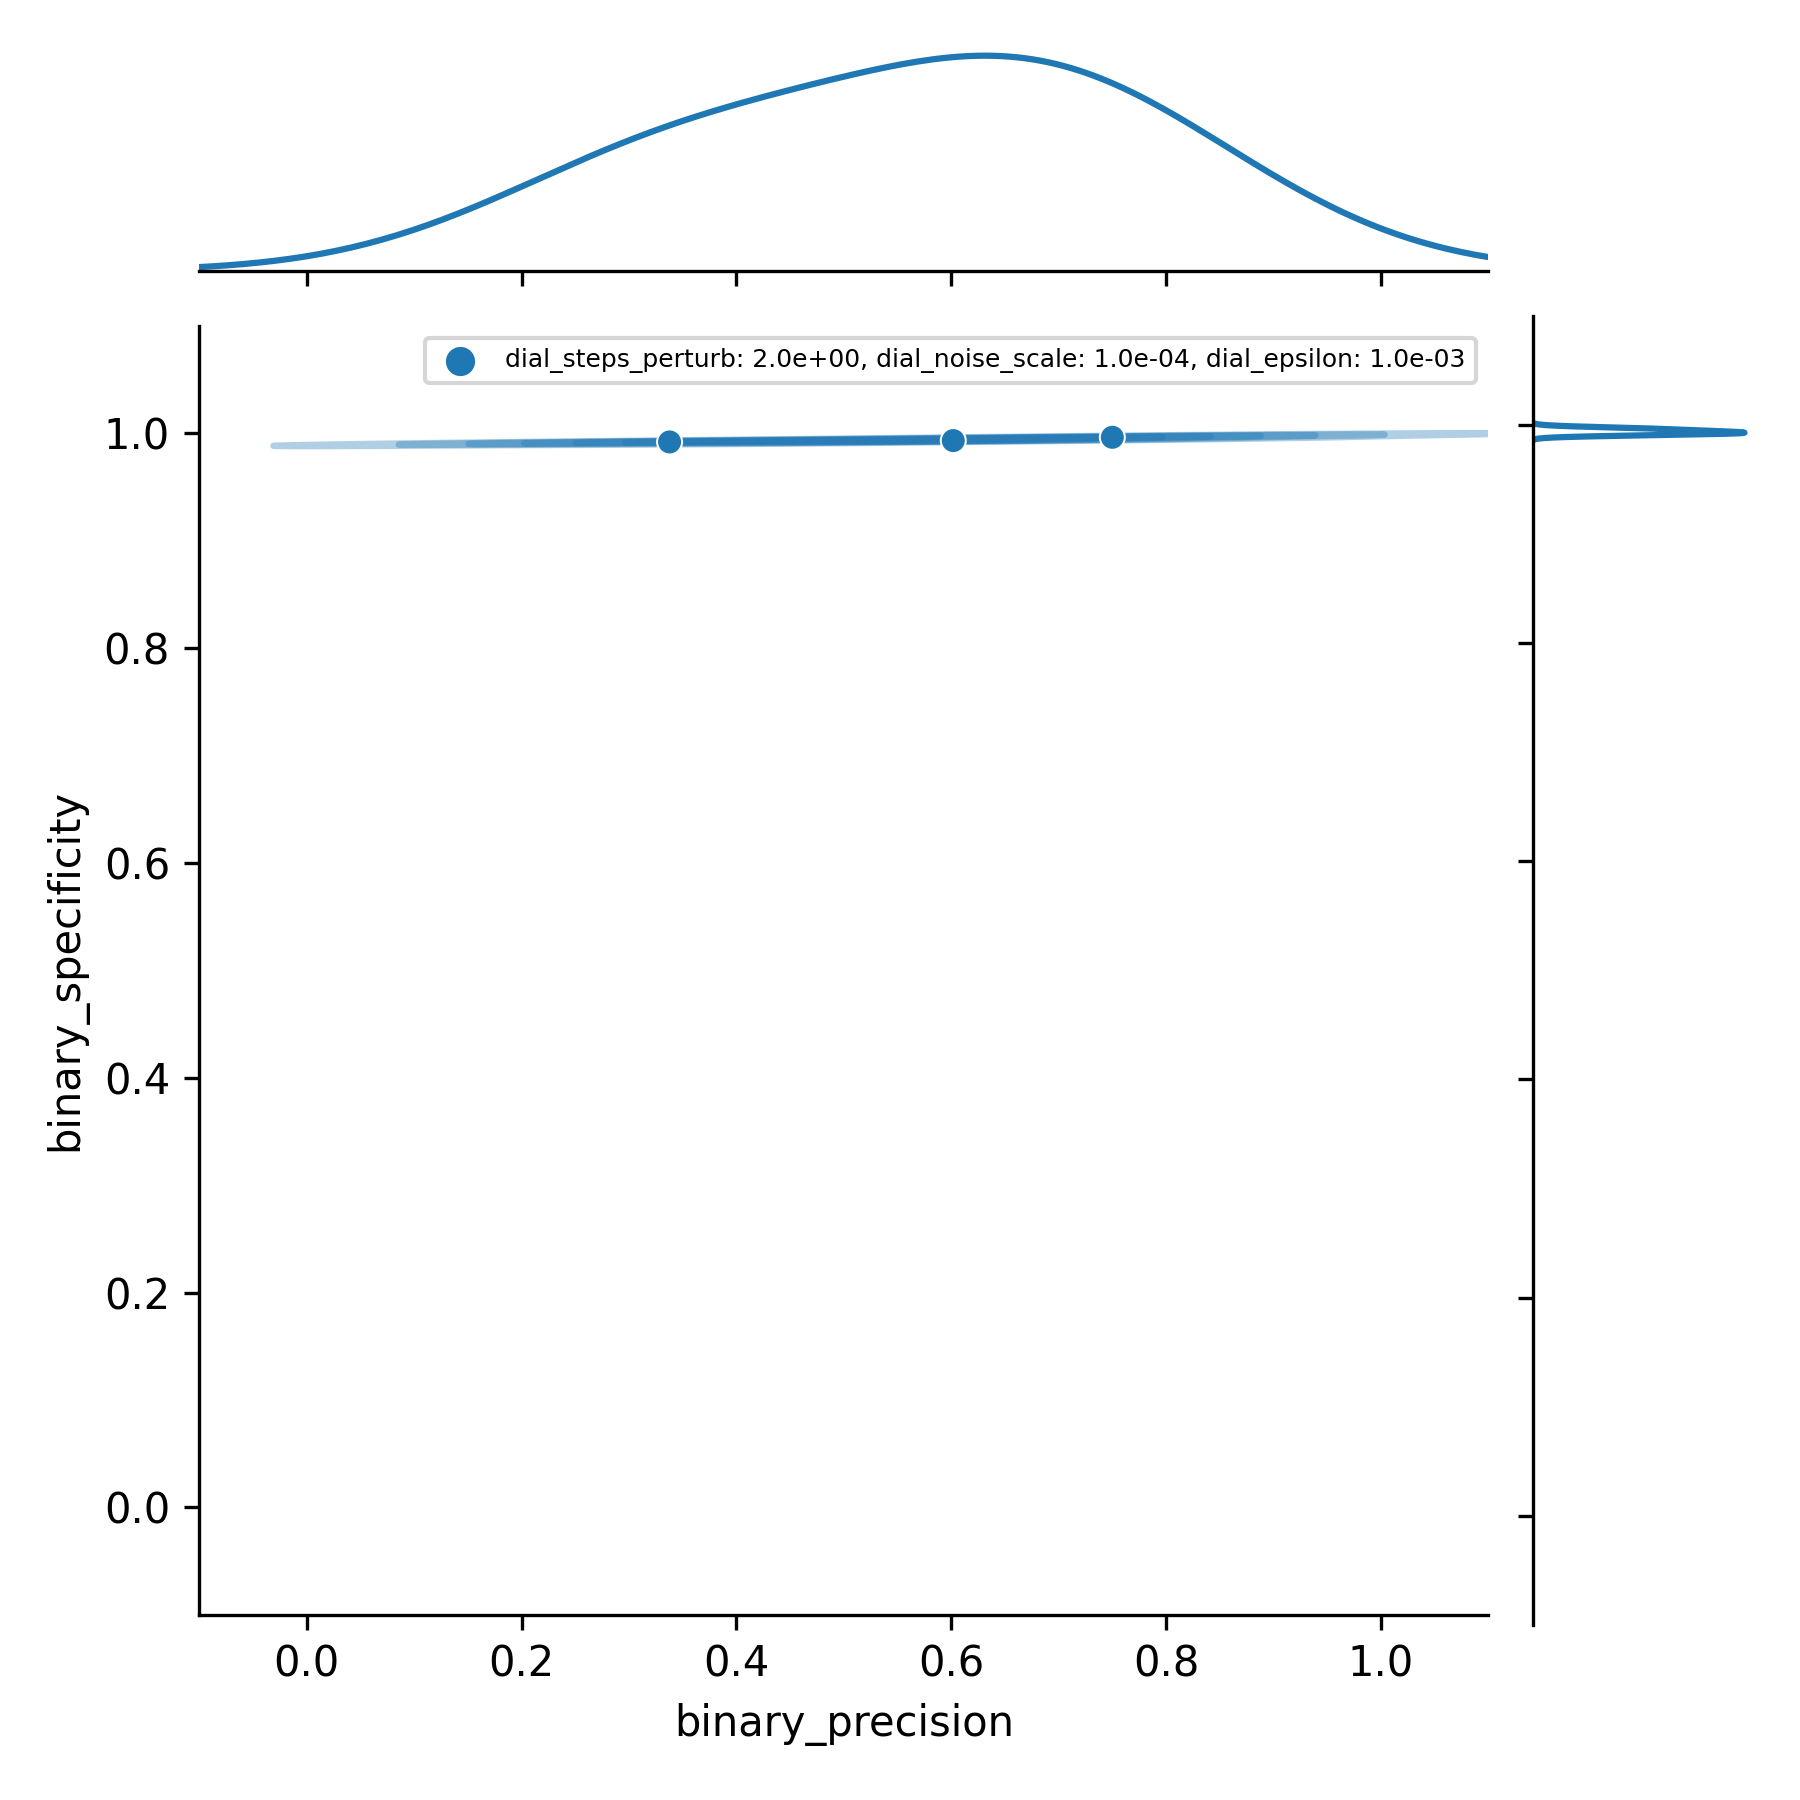 dial_steps_perturb: 2.0e+00, dial_noise_scale: 1.0e-04, dial_epsilon: 1.0e-03
1.0
0.8
0.6
0.4
0.2
0.0
binary_specificity
0.0 0.2 0.4 0.6 0.8 1.0
binary_precision